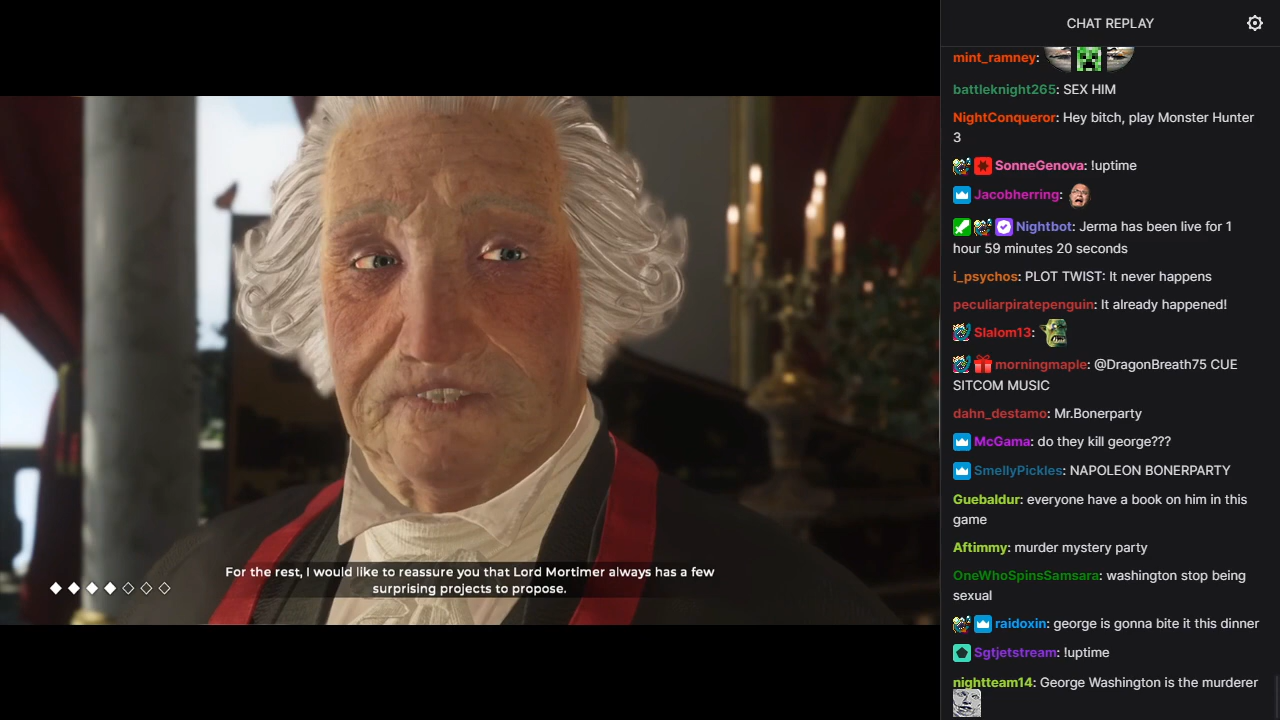 For the rest, I would like to reassure you that Lord Mortimer always has a few
surprising projects to propose.
CHAT REPLAY
mint_ramney:
battleknight265: SEX HIM
NightConqueror: Hey bitch, play Monster Hunter
3
SonneGenova: !uptime
Jacobherring:
Nightbot: Jerma has been live for 1
hour 59 minutes 20 seconds
i_psychos: PLOT TWIST: It never happens
peculiarpiratepenguin: It already happened!
Slalom13:
morningmaple: @DragonBreath75 CUE
SITCOM MUSIC
dahn_destamo: Mr.Bonerparty
McGama: do they kill george???
SmellyPickles: NAPOLEON BONERPARTY
Guebaldur: everyone have a book on him in this
game
Aftimmy: murder mystery party
OneWhoSpinsSamsara: washington stop being
sexual
raidoxin: george is gonna bite it this dinner
Sgtjetstream: !uptime
nightteam14: George Washington is the murderer